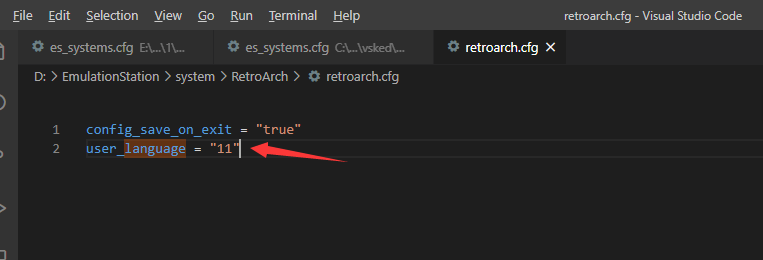 File Edit Selection View Go Run Terminal Help retroarch.cfg - Visual Studio Code
es_systems.cfg E:\...\1\... es_systems.cfg C:\...\vsked\... retroarch.cfg
D: > EmulationStation > system > RetroArch > retroarch.cfg
1 config_save_on_exit = "true"
2 user_language = "11"